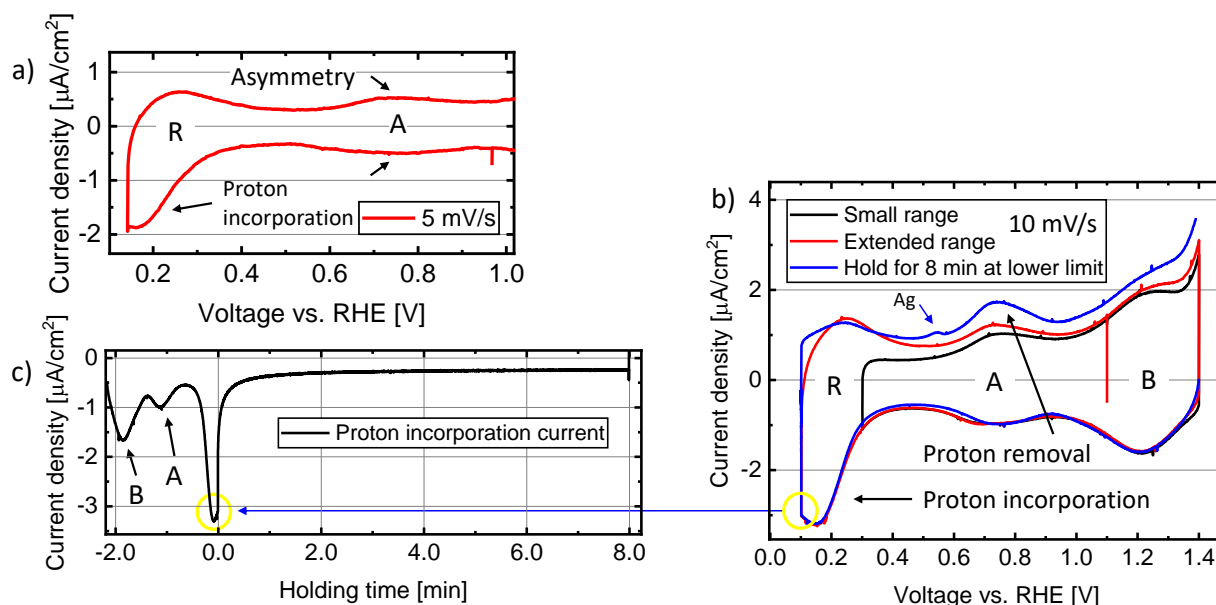 a)
Current density [µA/cm²]
1
0
-1
-2
Asymmetry
R
A
Proton
incorporation
5 mV/s
0.2
0.4
0.6
0.8
1.0
Voltage vs. RHE [V]
b)
Current density [µA/cm²]
4
2
0
-2
Small range
10 mV/s
Extended range
Hold for 8 min at lower limit
Ag
R
A
B
Proton removal
Proton incorporation
0.0
0.2
0.4
0.6
0.8
1.0
1.2
1.4
Voltage vs. RHE [V]
c)
Current density [µA/cm²]
0
-1
-2
-3
B
A
Proton incorporation current
-2.0
0.0
2.0
4.0
6.0
8.0
Holding time [min]